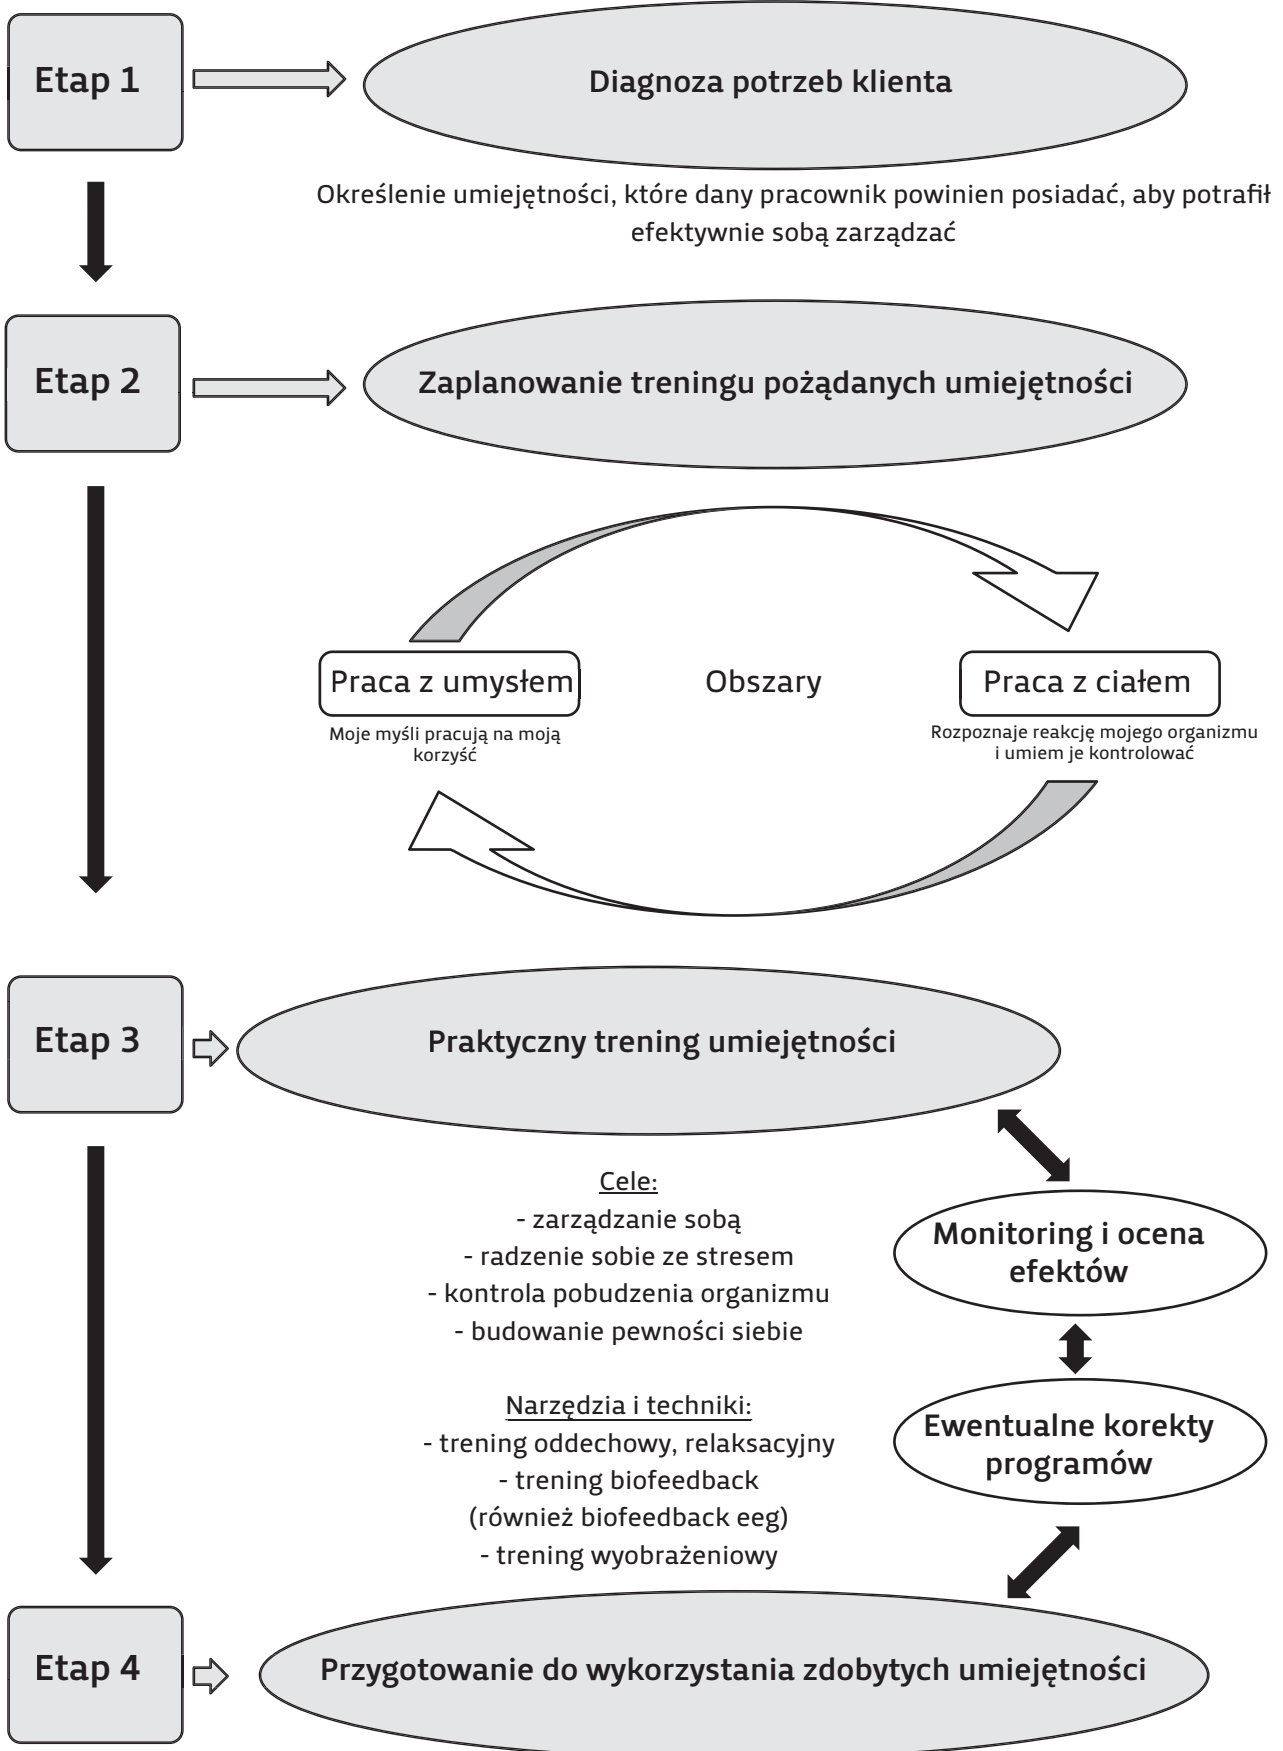 Etap 1
Diagnoza potrzeb klienta
Określenie umiejętności, które dany pracownik powinien posiadać, aby potrafił
efektywnie sobą zarządzać
Etap 2
Zaplanowanie treningu pożądanych umiejętności
Praca z umysłem
Moje myśli pracują na moją
korzyść
Obszary
Praca z ciałem
Rozpoznaje reakcję mojego organizmu
i umiem je kontrolować
Etap 3
Praktyczny trening umiejętności
Cele:
- zarządzanie sobą
- radzenie sobie ze stresem
- kontrola pobudzenia organizmu
- budowanie pewności siebie
Narzędzia i techniki:
- trening oddechowy, relaksacyjny
- trening biofeedback
(również biofeedback eeg)
- trening wyobrażeniowy
Monitoring i ocena
efektów
Ewentualne korekty
programów
Etap 4
Przygotowanie do wykorzystania zdobytych umiejętności